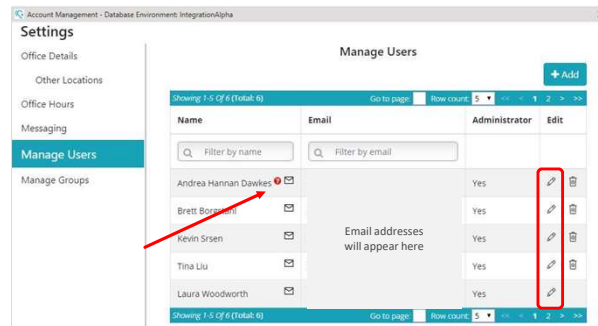 Account Management - Database Environment: IntegrationAlpha
Settings
Office Details
Other Locations
Office Hours
Messaging
Manage Users
Manage Groups
Manage Users
+ Add
Showing 1-5 Of 6 (Total: 6) Go to page: Row count: 5 << < 1 2 > >>
Name Email Administrator Edit
Filter by name Filter by email
Andrea Hannan Dawkes ? Yes
Brett Yes
Kevin Srsen Yes
Tina Liu Yes
Laura Woodworth Yes
Email addresses
will appear here
Showing 1-5 Of 6 (Total: 6) Go to page: Row count: 5 << < 1 2 > >>